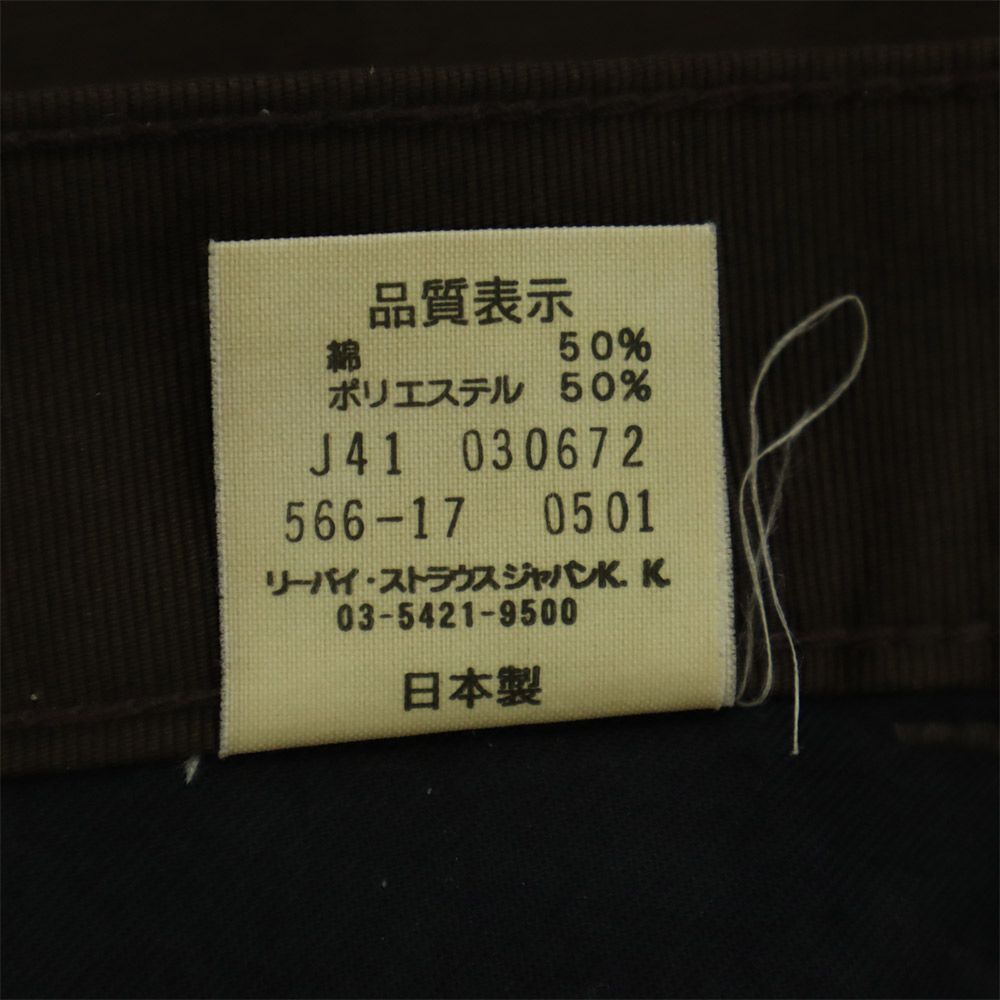 品質表示
綿 50%
ポリエステル 50%
J41 030672
566-17 0501
リーバイ・ストラウスジャパンK.K.
03-5421-9500
日本製